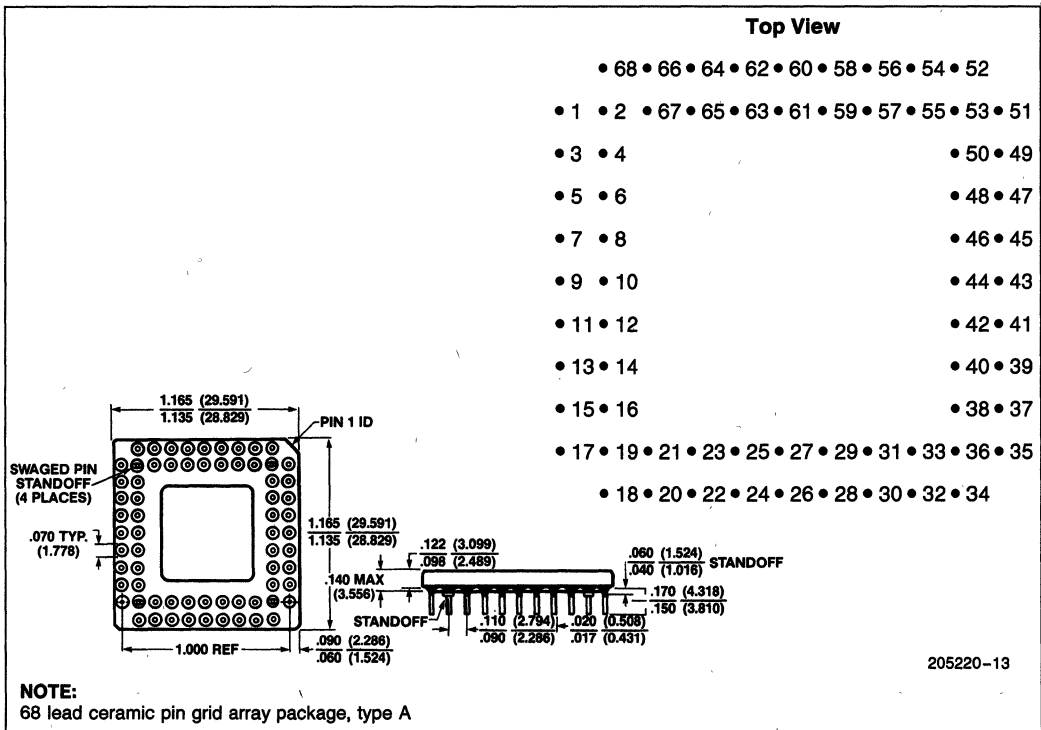 Top View
• 68 • 66 • 64 • 62 • 60 • 58 • 56 • 54 • 52
• 1 • 2 • 67 • 65 • 63 • 61 • 59 • 57 • 55 • 53 • 51
• 3 • 4 • 50 • 49
• 5 • 6 • 48 • 47
• 7 • 8 • 46 • 45
• 9 • 10 • 44 • 43
• 11 • 12 • 42 • 41
• 13 • 14 • 40 • 39
• 15 • 16 • 38 • 37
• 17 • 19 • 21 • 23 • 25 • 27 • 29 • 31 • 33 • 36 • 35
• 18 • 20 • 22 • 24 • 26 • 28 • 30 • 32 • 34
1.165 (29.591)
1.135 (28.829)
PIN 1 ID
SWAGED PIN
STANDOFF
(4 PLACES)
.070 TYP.
(1.778)
1.165 (29.591)
1.135 (28.829)
1.000 REF
.090 (2.286)
.060 (1.524)
.122 (3.099)
.098 (2.489)
.140 MAX
(3.556)
STANDOFF
.110 (2.794)
.090 (2.286)
.020 (0.508)
.017 (0.431)
.060 (1.524)
.040 (1.016)
STANDOFF
.170 (4.318)
.150 (3.810)
205220–13
NOTE:
68 lead ceramic pin grid array package, type A